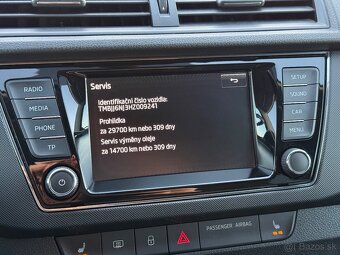 Servis
Identifikační číslo vozidla:
TMBJJ6NJ3HZ009241
Prohlídka
za 29700 km nebo 309 dny
Servis výměny oleje
za 14700 km nebo 309 dny
RADIO
MEDIA
PHONE
TP
SETUP
SOUND
CAR
MENU
PASSENGER AIRBAG
bazos.sk